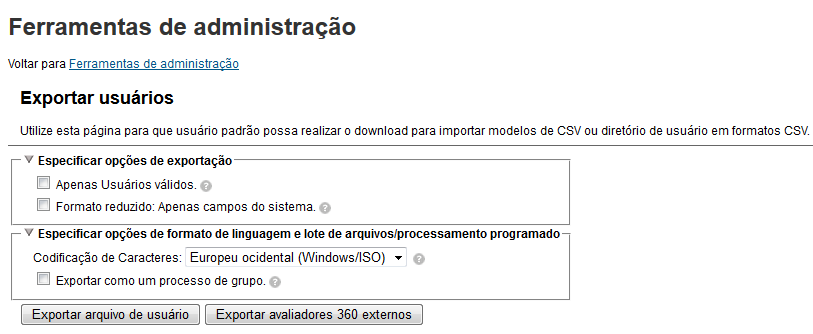 Ferramentas de administração
Voltar para Ferramentas de administração
Exportar usuários
Utilize esta página para que usuário padrão possa realizar o download para importar modelos de CSV ou diretório de usuário em formatos CSV.
Especificar opções de exportação
Apenas Usuários válidos. ?
Formato reduzido: Apenas campos do sistema. ?
Especificar opções de formato de linguagem e lote de arquivos/processamento programado
Codificação de Caracteres: Europeu ocidental (Windows/ISO) ?
Exportar como um processo de grupo. ?
Exportar arquivo de usuário Exportar avaliadores 360 externos